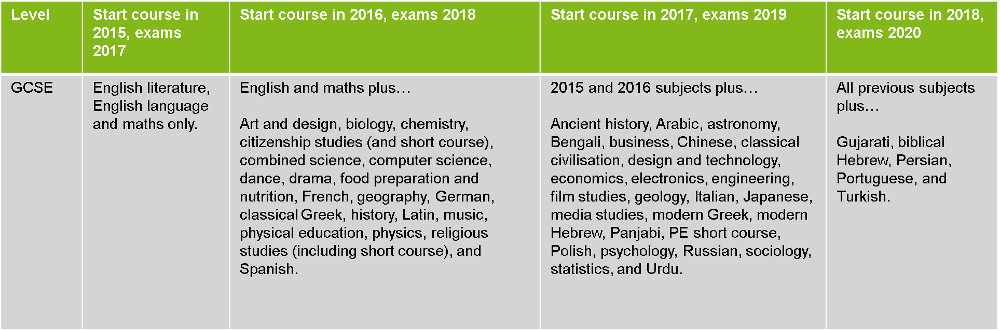 Level
Start course in
2015, exams
2017
Start course in 2016, exams 2018
Start course in 2017, exams 2019
Start course in 2018,
exams 2020
GCSE
English literature,
English language
and maths only.
English and maths plus…
Art and design, biology, chemistry,
citizenship studies (and short course),
combined science, computer science,
dance, drama, food preparation and
nutrition, French, geography, German,
classical Greek, history, Latin, music,
physical education, physics, religious
studies (including short course), and
Spanish.
2015 and 2016 subjects plus…
Ancient history, Arabic, astronomy,
Bengali, business, Chinese, classical
civilisation, design and technology,
economics, electronics, engineering,
film studies, geology, Italian, Japanese,
media studies, modern Greek, modern
Hebrew, Panjabi, PE short course,
Polish, psychology, Russian, sociology,
statistics, and Urdu.
All previous subjects
plus…
Gujarati, biblical
Hebrew, Persian,
Portuguese, and
Turkish.